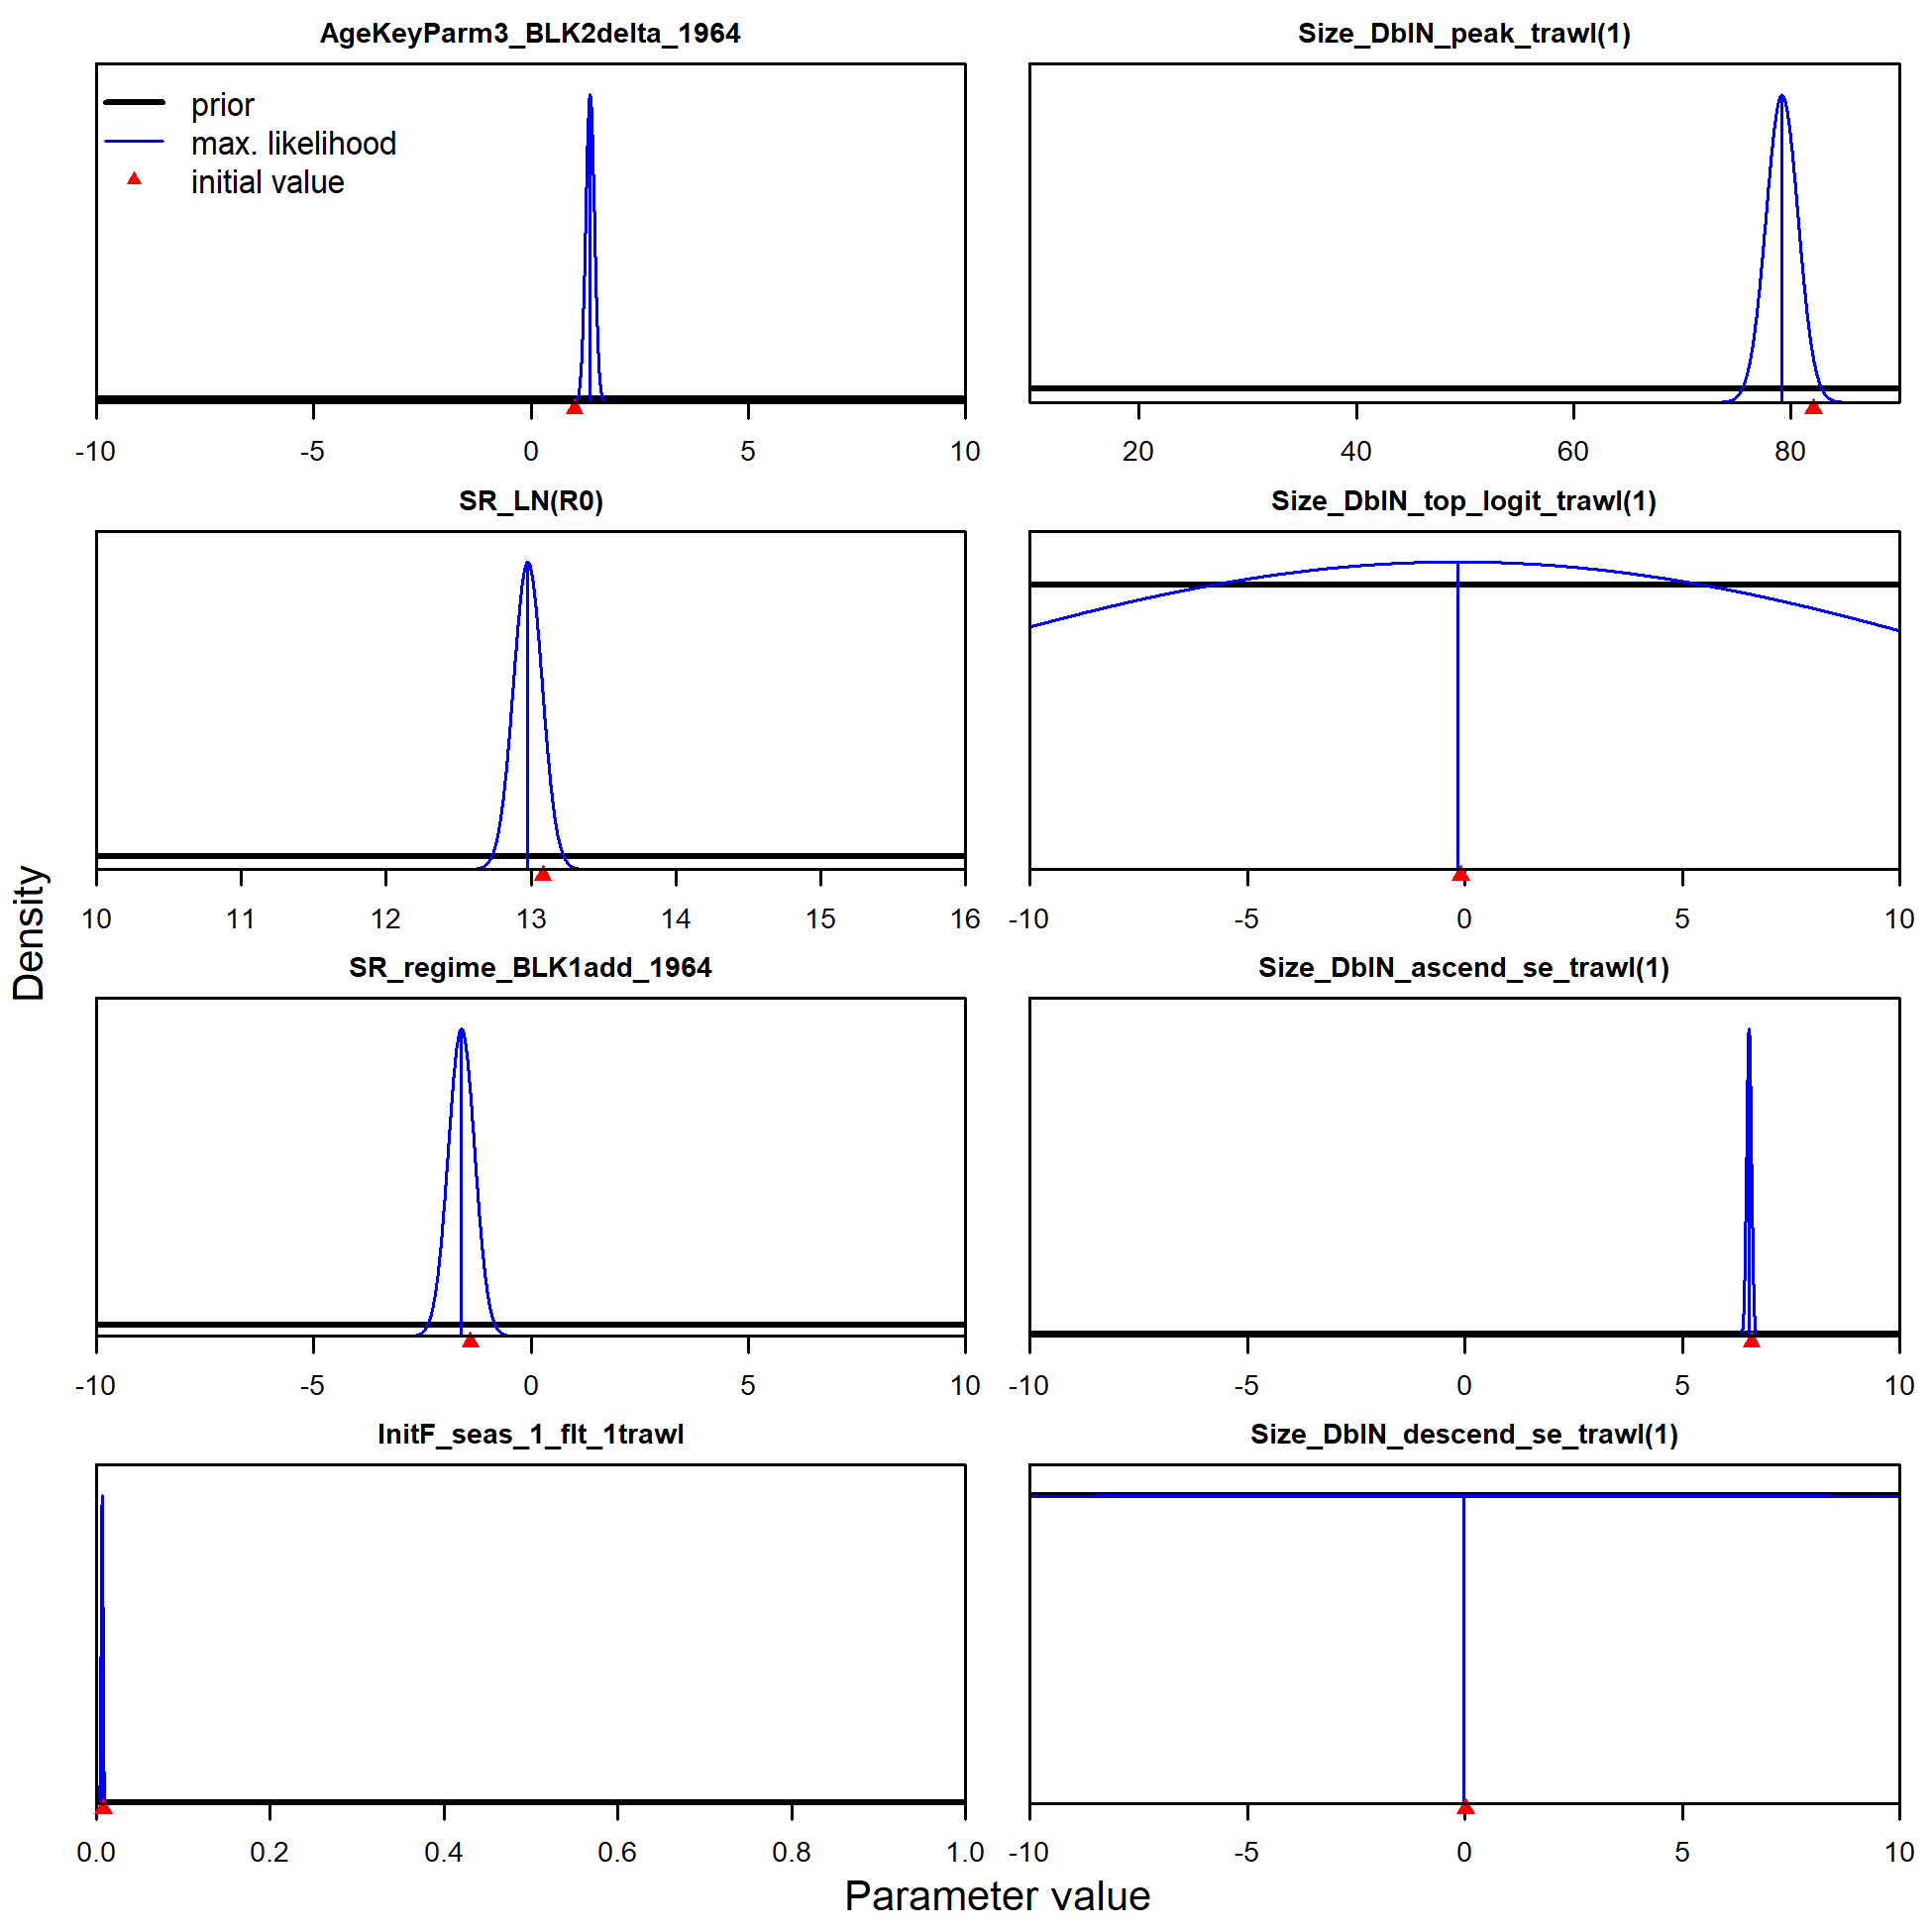 AgeKeyParm3_BLK2delta_1964
prior
max. likelihood
initial value
-10 -5 0 5 10
Size_DblN_peak_trawl(1)
20 40 60 80
SR_LN(R0)
10 11 12 13 14 15 16
Size_DblN_top_logit_trawl(1)
-10 -5 0 5 10
SR_regime_BLK1add_1964
-10 -5 0 5 10
Size_DblN_ascend_se_trawl(1)
-10 -5 0 5 10
InitF_seas_1_flt_1trawl
0.0 0.2 0.4 0.6 0.8 1.0
Size_DblN_descend_se_trawl(1)
-10 -5 0 5 10
Density
Parameter value